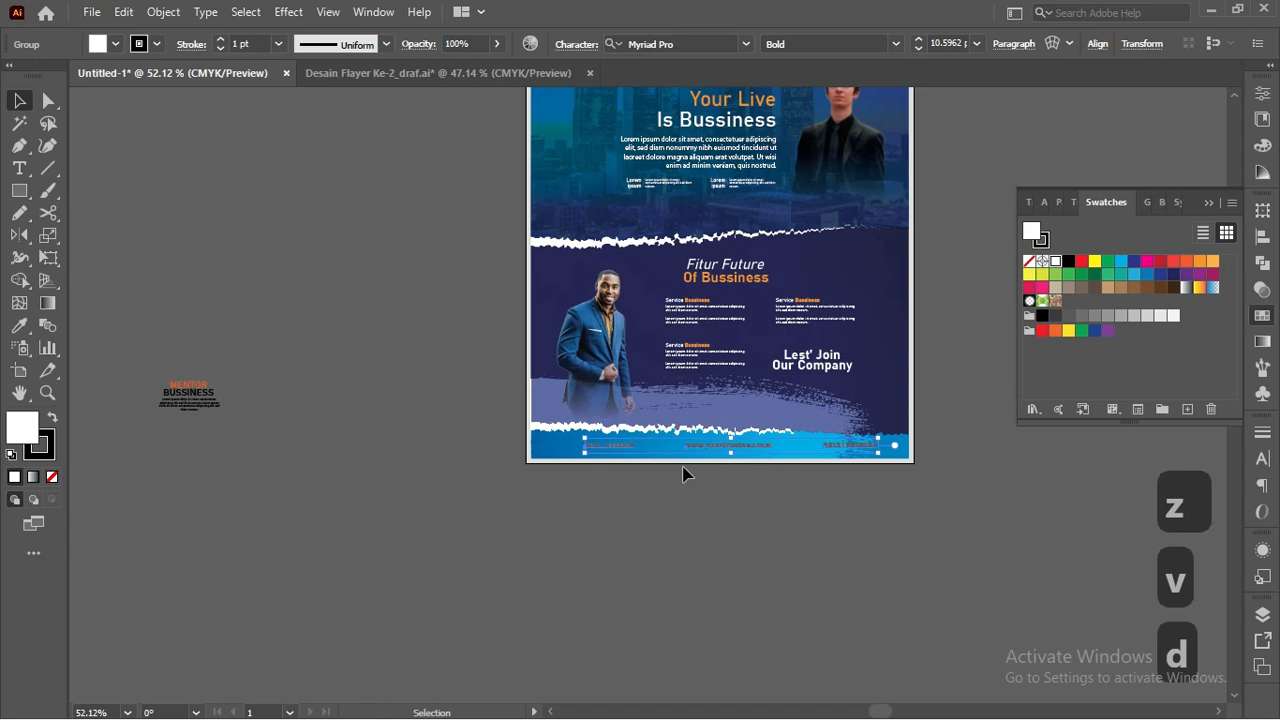 Ai
File Edit Object Type Select Effect View Window Help
Search Adobe Help
Group
Stroke:
1 pt
Uniform
Opacity:
100%
Character:
Myriad Pro
Bold
Paragraph
Align
Transform
Untitled-1* @ 52.12 % (CMYK/Preview)
Desain Flayer Ke-2_draf.ai* @ 47.14 % (CMYK/Preview)
Your Live
Is Bussiness
Lorem ipsum dolor sit amet, consectetuer adipiscing
elit, sed diam nonummy nibh euismod tincidunt ut
laoreet dolore magna aliquam erat volutpat. Ut wisi
enim ad minim veniam, quis nostrud.
Lorem
Ipsum
Lorem
Ipsum
Fitur Future
Of Bussiness
Service Bussiness
Service Bussiness
Service Bussiness
Lest' Join
Our Company
MENTOR
BUSSINESS
T A P T Swatches G B S
z
v
d
Activate Windows
Go to Settings to activate Windows.
52.12%
0°
1
Selection